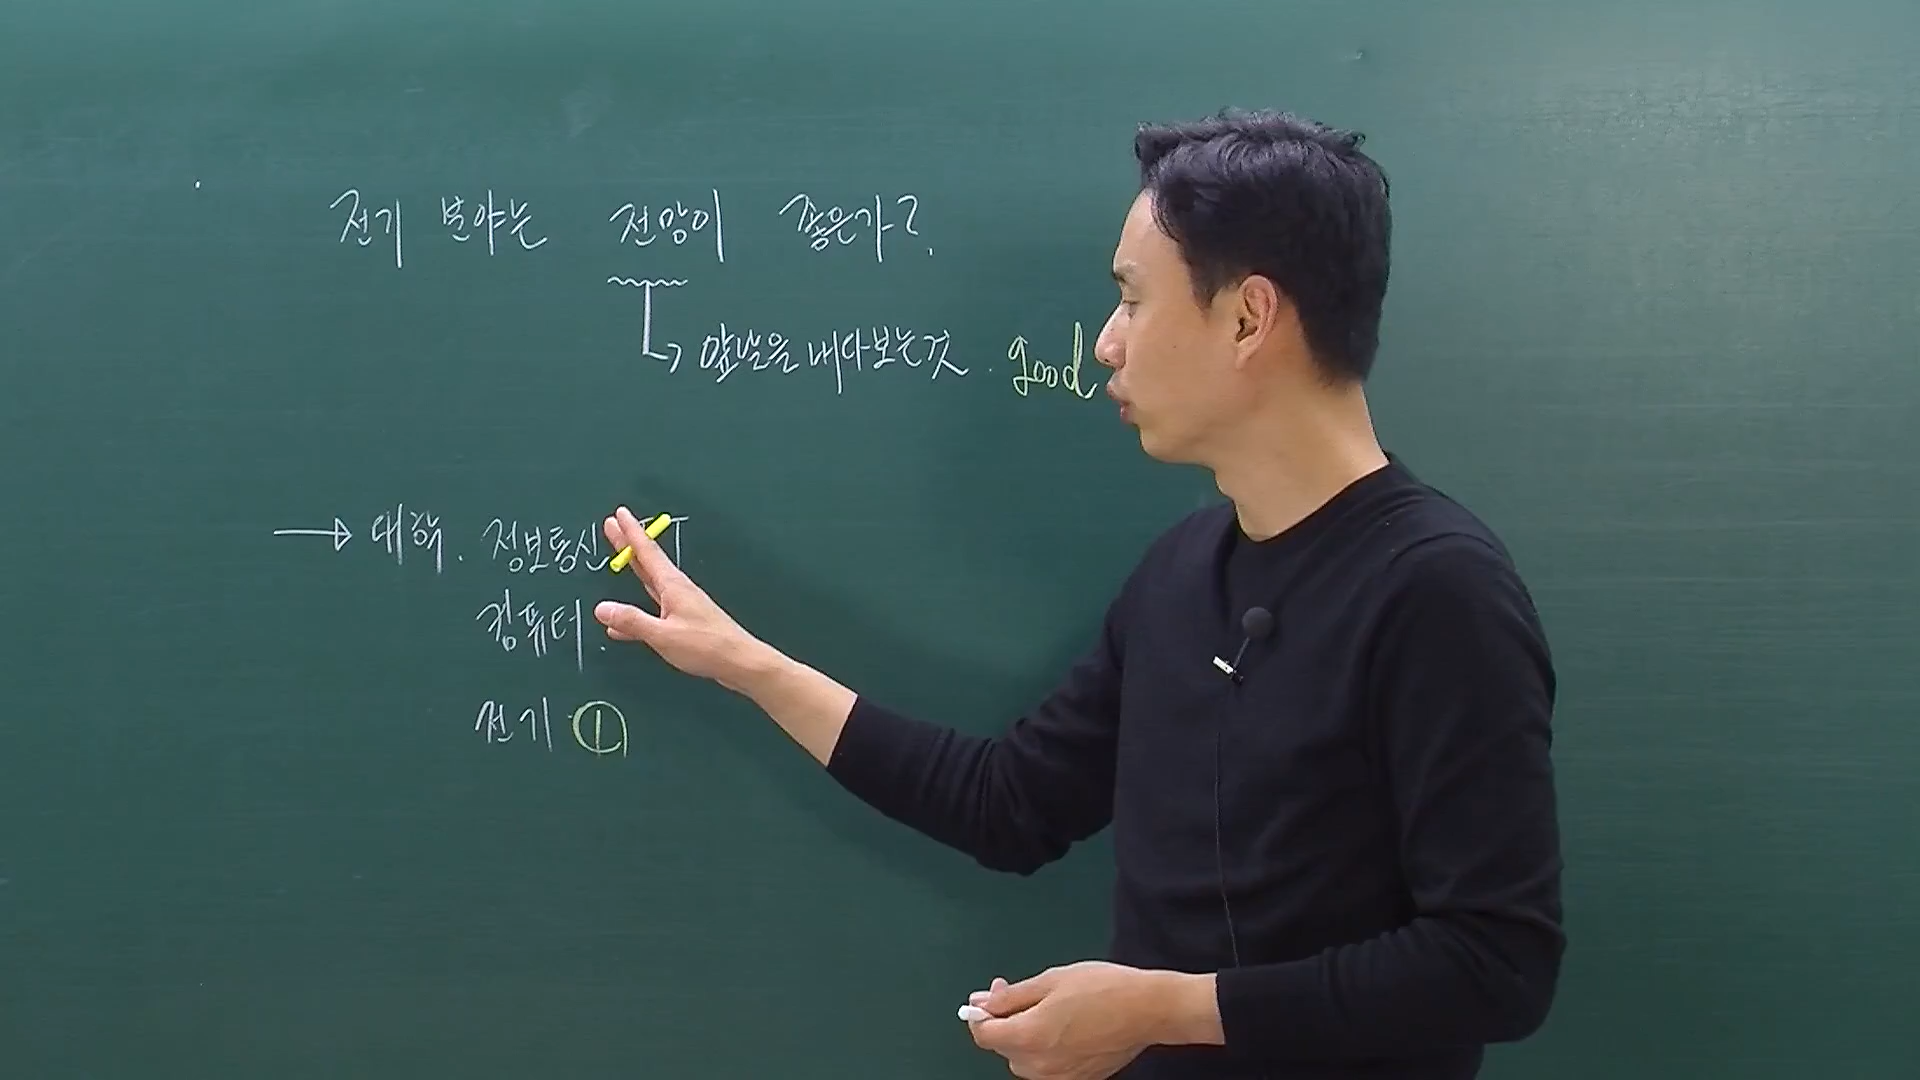 전기 분야는 전망이 좋은가?
앞날을 내다보는것. good
→ 대학. 정보통신
컴퓨터.
전기 ①